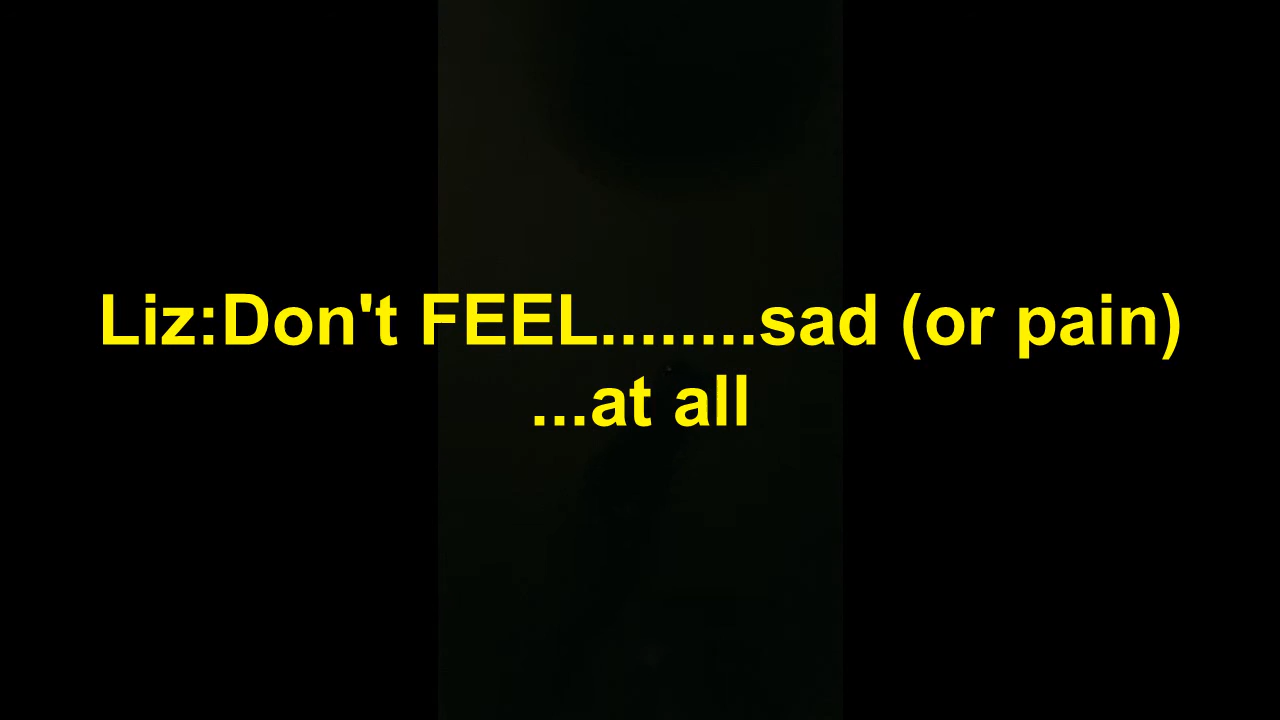 Liz:Don't FEEL........sad (or pain)
...at all